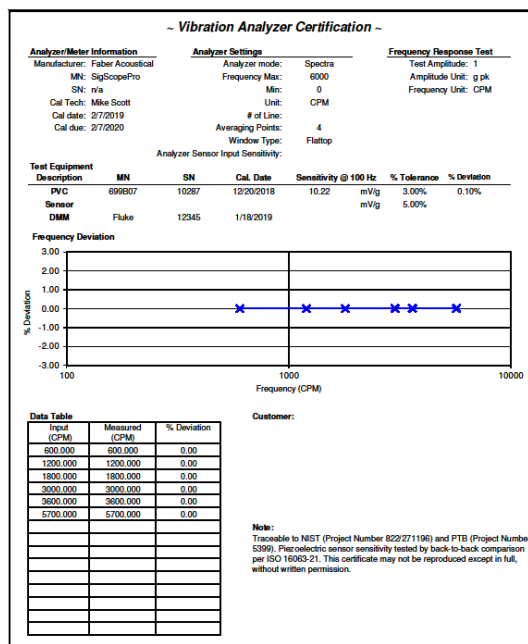 ~ Vibration Analyzer Certification ~
Analyzer/Meter Information
Manufacturer: Faber Acoustical
MN: SigScopePro
SN: n/a
Cal Tech: Mike Scott
Cal date: 2/7/2019
Cal due: 2/7/2020
Analyzer Settings
Analyzer mode: Spectra
Frequency Max: 6000
Min: 0
Unit: CPM
# of Line:
Averaging Points: 4
Window Type: Flattop
Analyzer Sensor Input Sensitivity:
Frequency Response Test
Test Amplitude: 1
Amplitude Unit: g pk
Frequency Unit: CPM
Test Equipment
Description MN SN Cal. Date Sensitivity @ 100 Hz % Tolerance % Deviation
PVC 699B07 10287 12/20/2018 10.22 mV/g 3.00% 0.10%
Sensor mV/g 5.00%
DMM Fluke 12345 1/18/2019
Frequency Deviation
% Deviation
3.00
2.00
1.00
0.00
-1.00
-2.00
-3.00
100 1000 10000
Frequency (CPM)
Data Table
Input (CPM) Measured (CPM) % Deviation
600.000 600.000 0.00
1200.000 1200.000 0.00
1800.000 1800.000 0.00
3000.000 3000.000 0.00
3600.000 3600.000 0.00
5700.000 5700.000 0.00
Customer:
Note:
Traceable to NIST (Project Number 822/271196) and PTB (Project Number
5399). Piezoelectric sensor sensitivity tested by back-to-back comparison
per ISO 16063-21. This certificate may not be reproduced except in full,
without written permission.